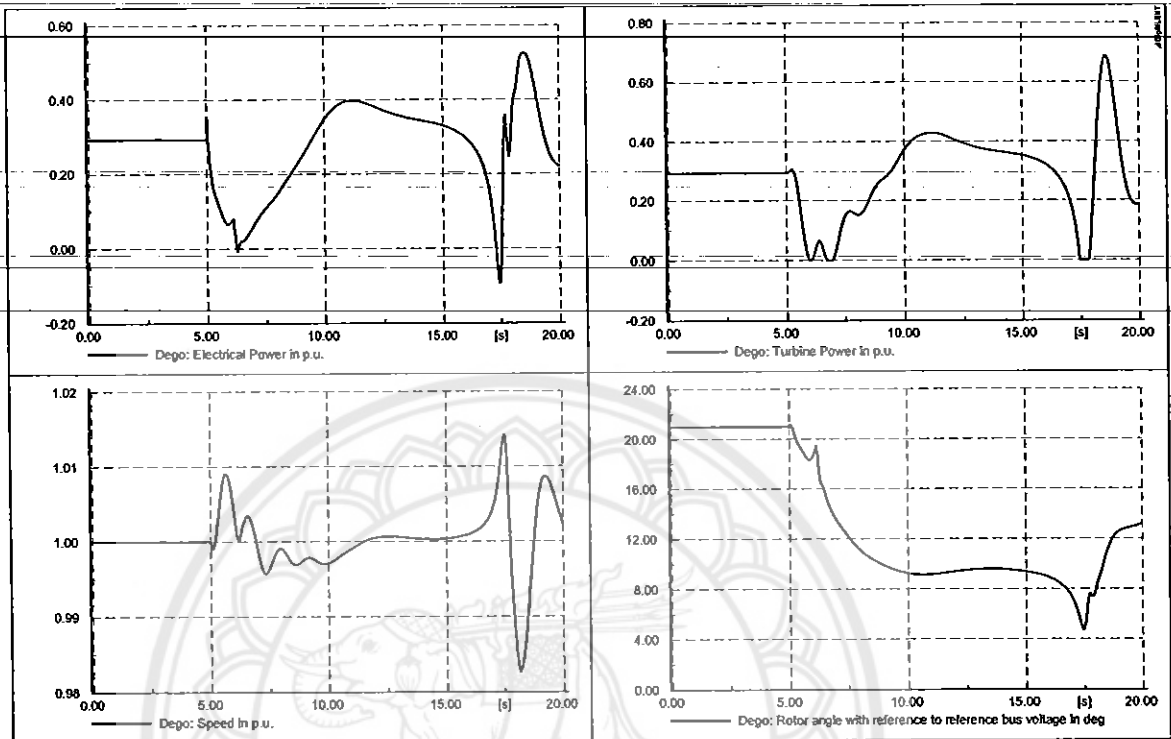 0.60
0.40
0.20
0.00
-0.20
0.00 5.00 10.00 15.00 [s] 20.00
Dego: Electrical Power in p.u.
0.80
0.60
0.40
0.20
0.00
-0.20
0.00 5.00 10.00 15.00 [s] 20.00
Dego: Turbine Power in p.u.
1.02
1.01
1.00
0.99
0.98
0.00 5.00 10.00 15.00 [s] 20.00
Dego: Speed in p.u.
24.00
20.00
16.00
12.00
8.00
4.00
0.00
0.00 5.00 10.00 15.00 [s] 20.00
Dego: Rotor angle with reference to reference bus voltage in deg